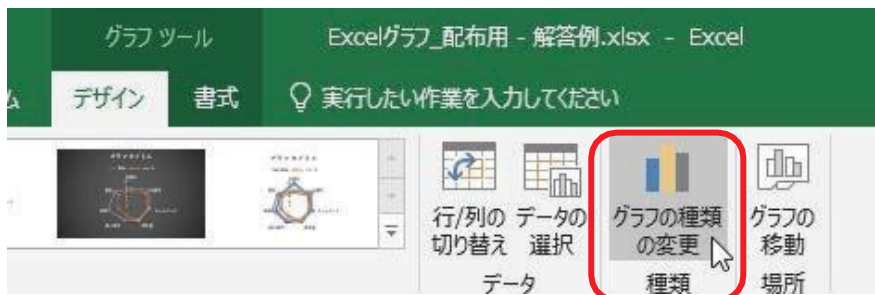 グラフ ツール
Excelグラフ_配布用 - 解答例.xlsx - Excel
ム
デザイン
書式
実行したい作業を入力してください
行/列の
切り替え
データの
選択
データ
グラフの種類
の変更
種類
グラフの
移動
場所